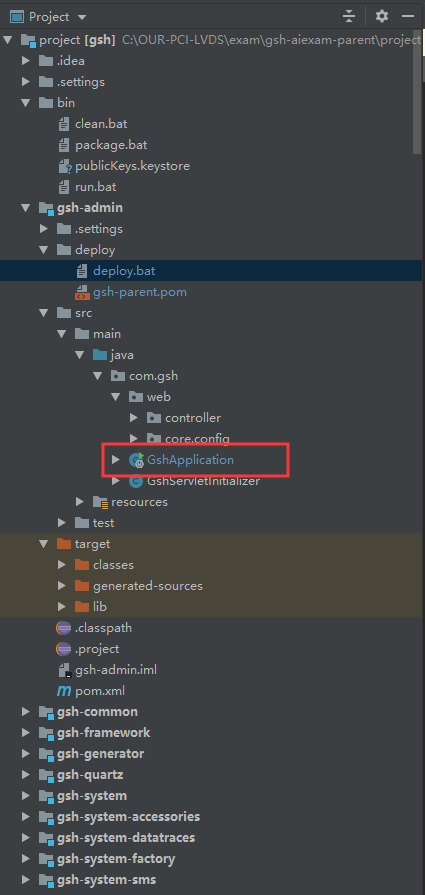 Project
project [gsh] C:\OUR-PCI-LVDS\exam\gsh-aiexam-parent\project
.idea
.settings
bin
clean.bat
package.bat
publicKeys.keystore
run.bat
gsh-admin
.settings
deploy
deploy.bat
gsh-parent.pom
src
main
java
com.gsh
web
controller
core.config
GshApplication
GshServletInitializer
resources
test
target
classes
generated-sources
lib
.classpath
.project
gsh-admin.iml
pom.xml
gsh-common
gsh-framework
gsh-generator
gsh-quartz
gsh-system
gsh-system-accessories
gsh-system-datatraces
gsh-system-factory
gsh-system-sms